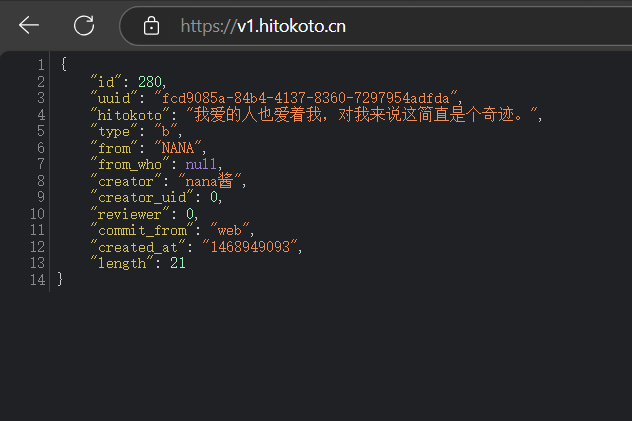 https://v1.hitokoto.cn
1 {
2 "id": 280,
3 "uuid": "fcd9085a-84b4-4137-8360-7297954adfda",
4 "hitokoto": "我爱的人也爱着我，对我来说这简直是个奇迹。",
5 "type": "b",
6 "from": "NANA",
7 "from_who": null,
8 "creator": "nana酱",
9 "creator_uid": 0,
10 "reviewer": 0,
11 "commit_from": "web",
12 "created_at": "1468949093",
13 "length": 21
14 }